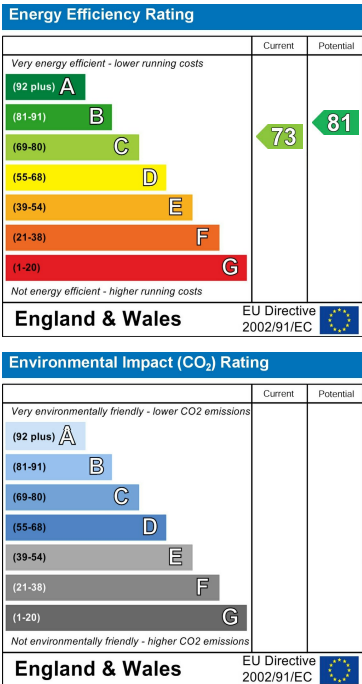 Energy Efficiency Rating
Current Potential
Very energy efficient - lower running costs
(92 plus) A
(81-91) B
(69-80) C
(55-68) D
(39-54) E
(21-38) F
(1-20) G
73 81
Not energy efficient - higher running costs
England & Wales
EU Directive
2002/91/EC
Environmental Impact (CO₂) Rating
Current Potential
Very environmentally friendly - lower CO2 emissions
(92 plus) A
(81-91) B
(69-80) C
(55-68) D
(39-54) E
(21-38) F
(1-20) G
Not environmentally friendly - higher CO2 emissions
England & Wales
EU Directive
2002/91/EC